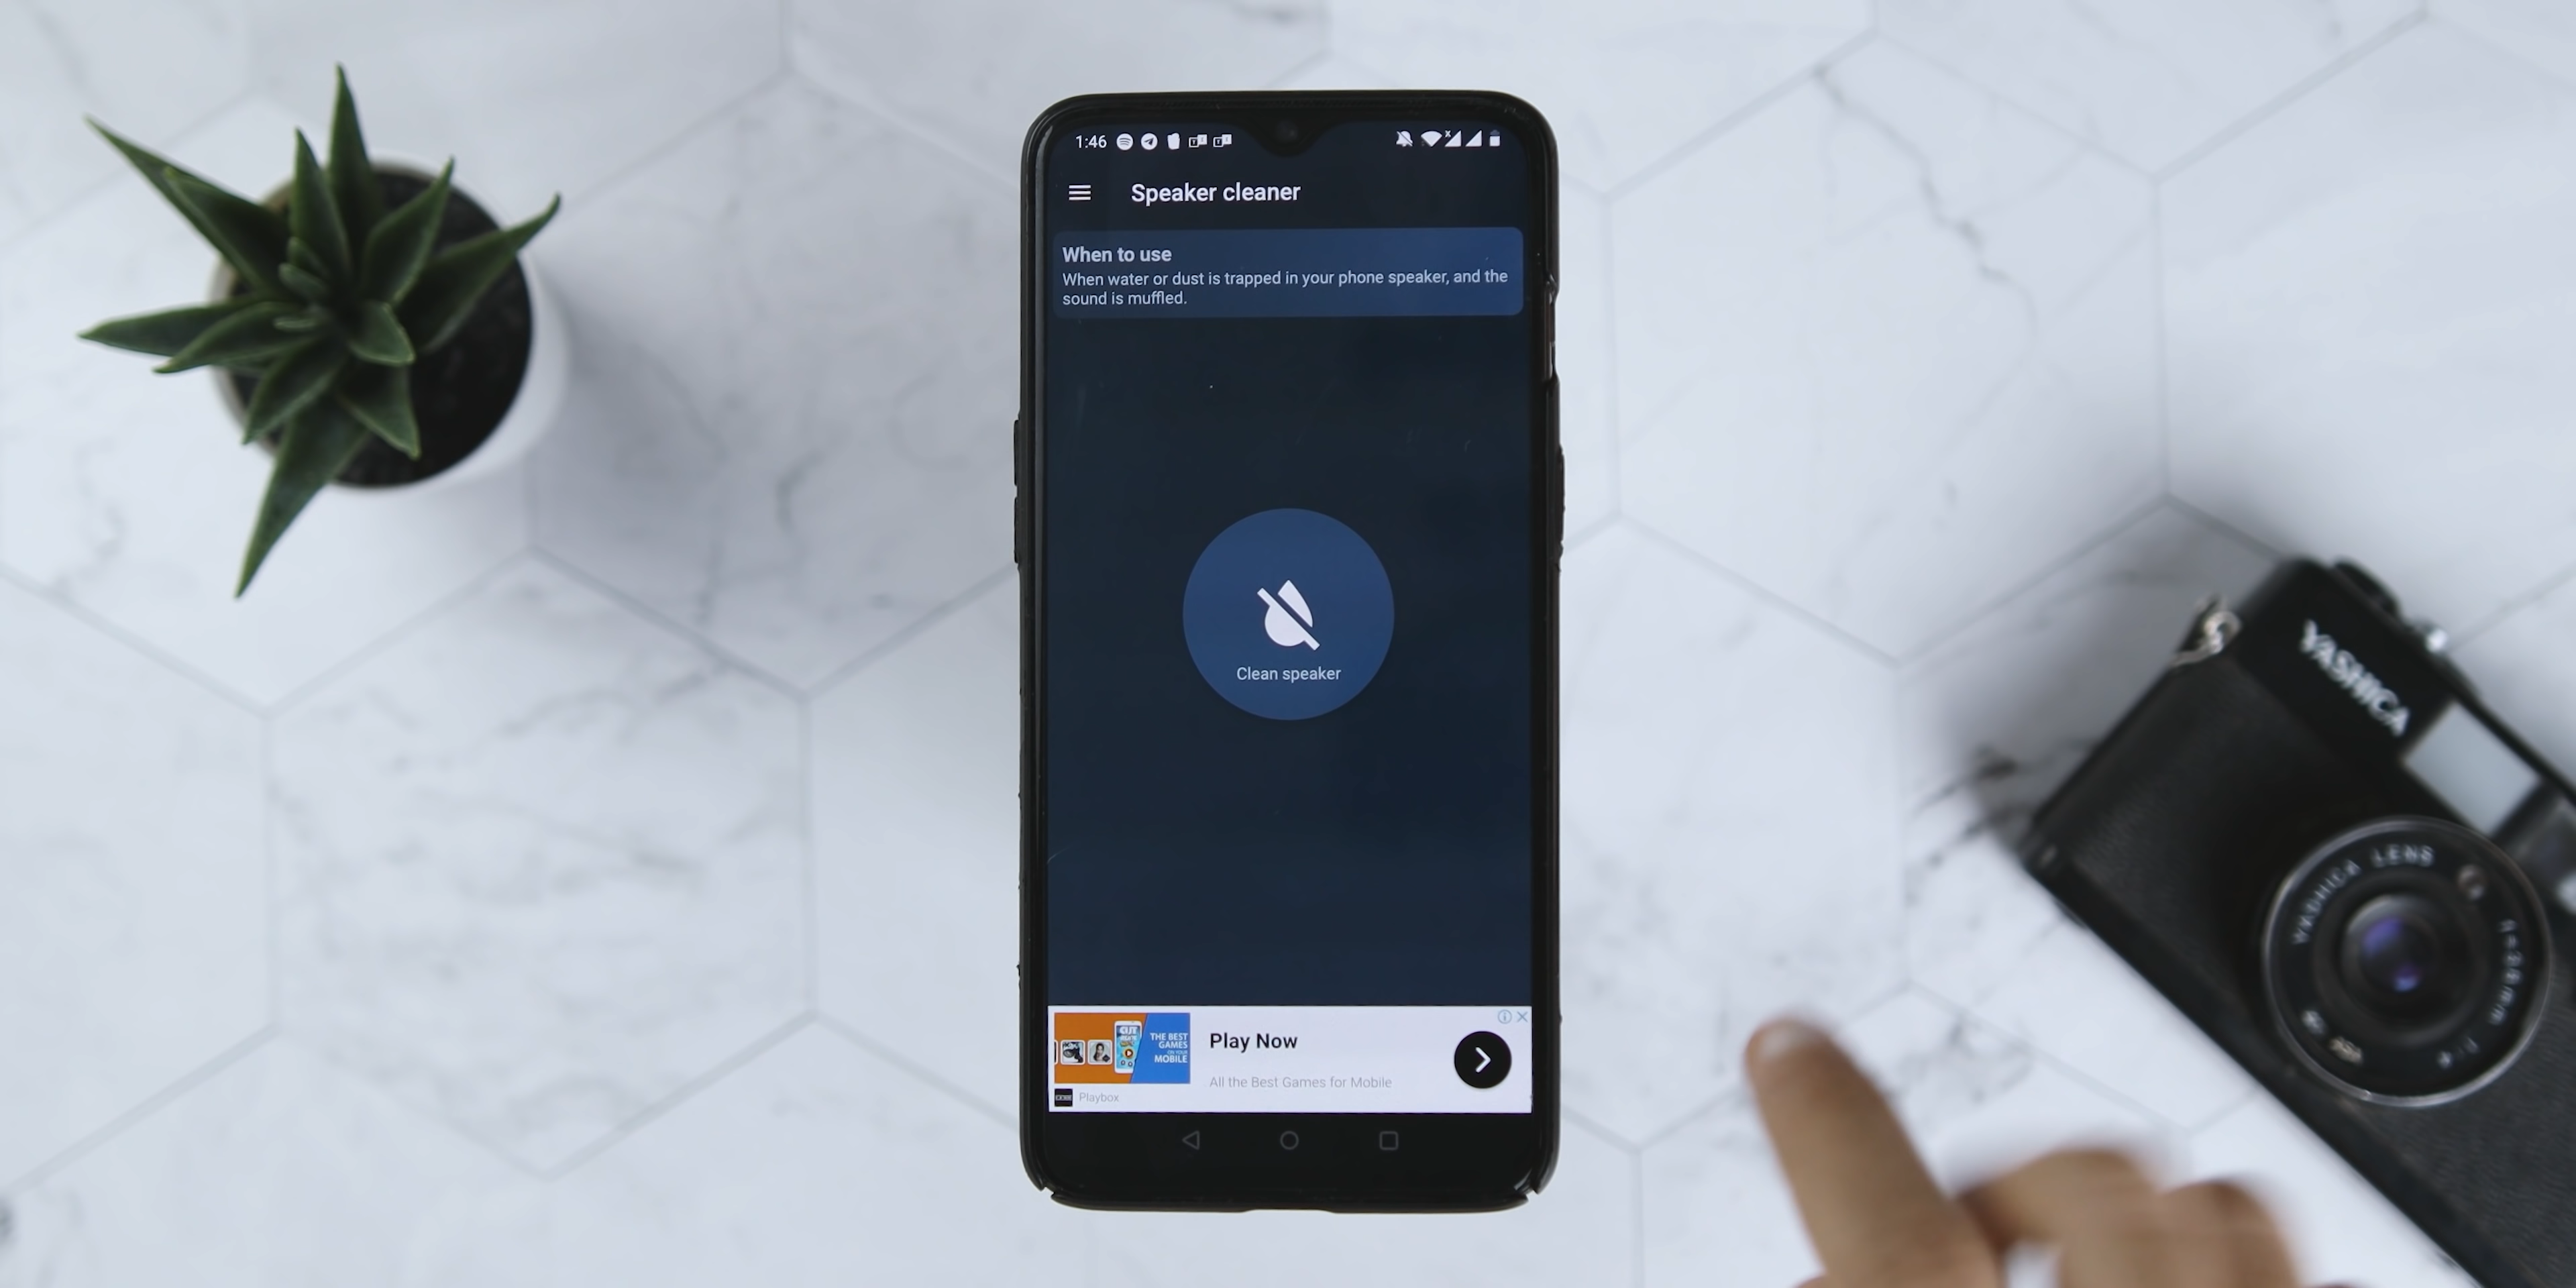 1:46
Speaker cleaner
When to use
When water or dust is trapped in your phone speaker, and the
sound is muffled.
Clean speaker
THE BEST
GAMES
MOBILE
Play Now
All the Best Games for Mobile
Playbox
YASHICA
YASHICA LENS